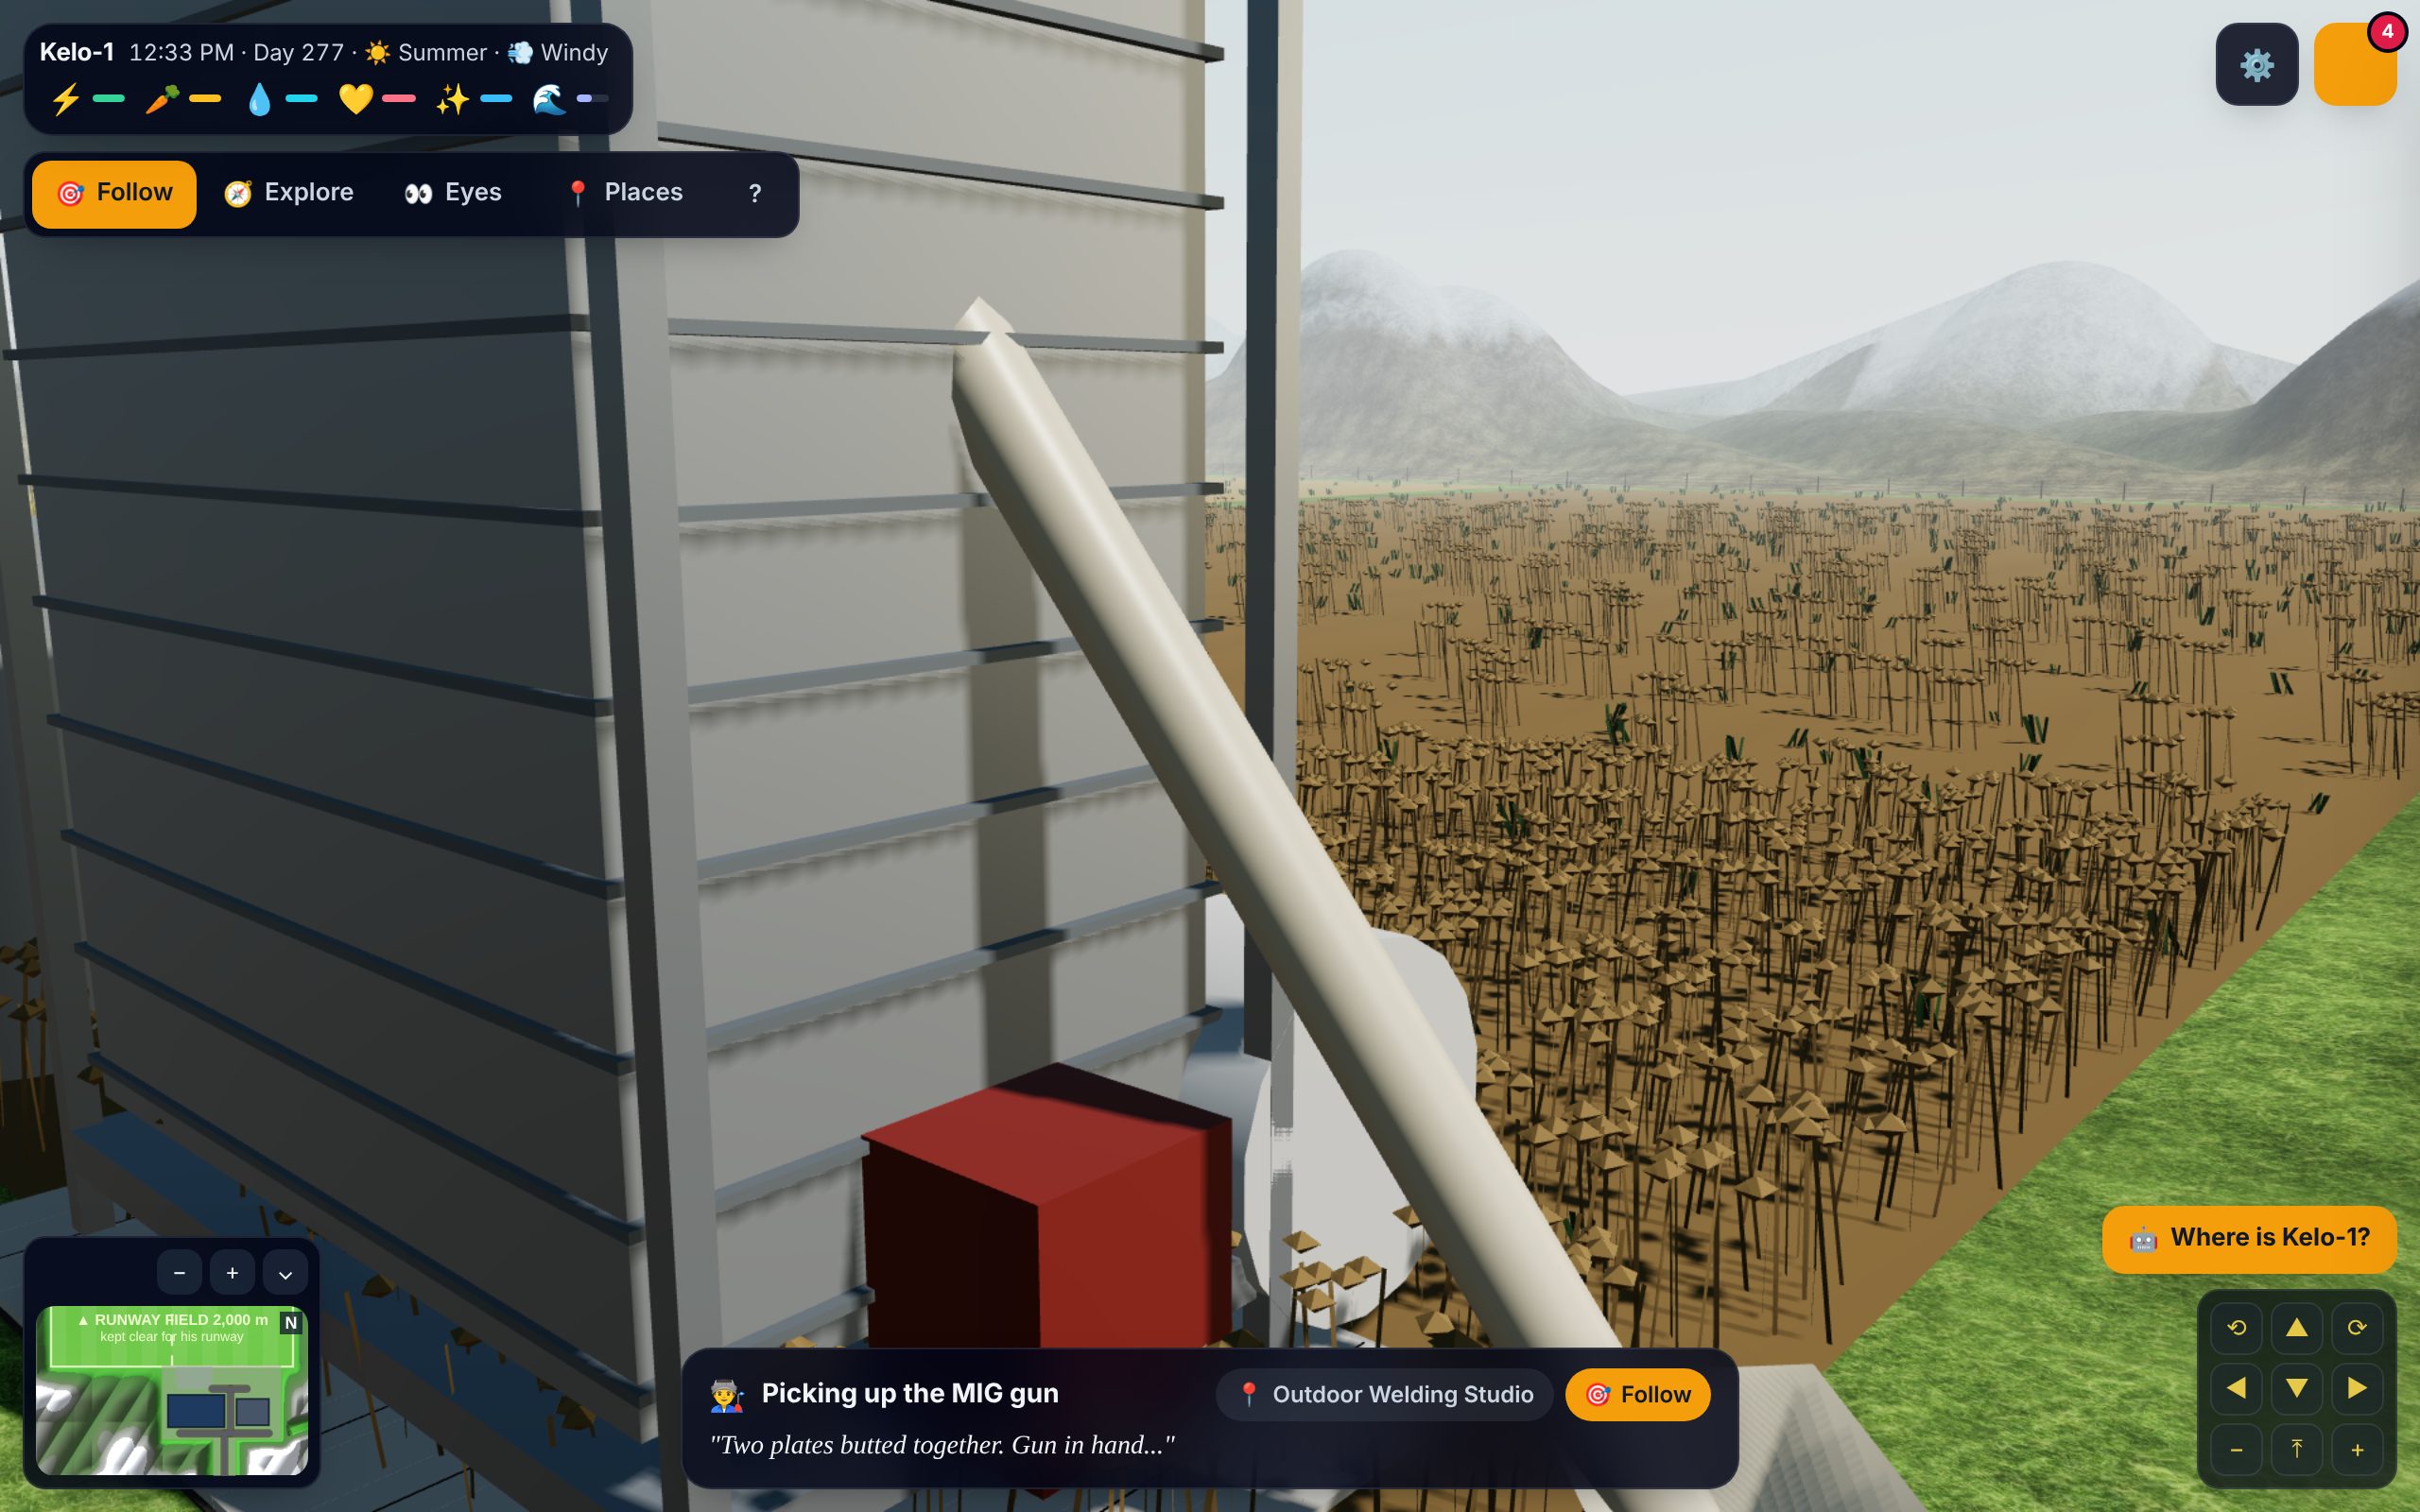 Kelo-1 12:33 PM · Day 277 · ☀️ Summer · 💨 Windy
4
Follow
Explore
Eyes
Places
?
− +
▲ RUNWAY FIELD 2,000 m
kept clear for his runway
N
Where is Kelo-1?
Picking up the MIG gun
Outdoor Welding Studio
Follow
"Two plates butted together. Gun in hand..."
− +